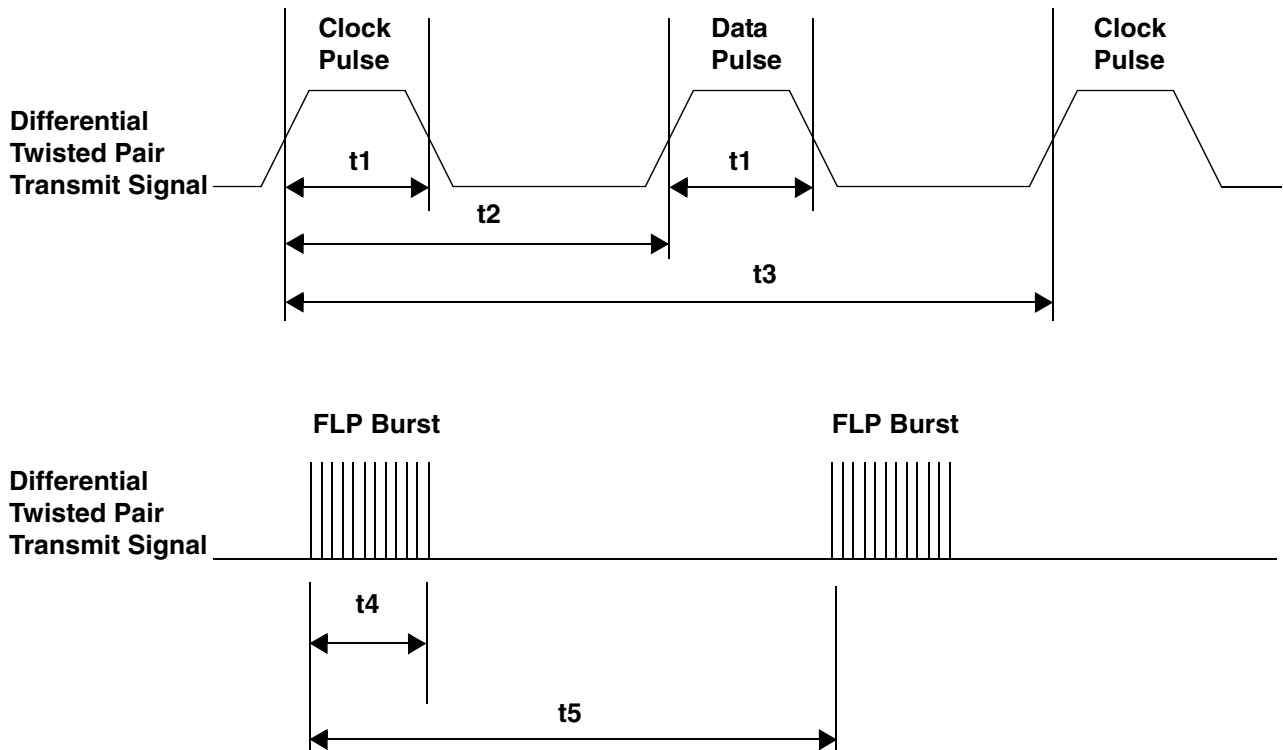 Clock
Pulse
Data
Pulse
Clock
Pulse
Differential
Twisted Pair
Transmit Signal
t1
t1
t2
t3
FLP Burst
FLP Burst
Differential
Twisted Pair
Transmit Signal
t4
t5